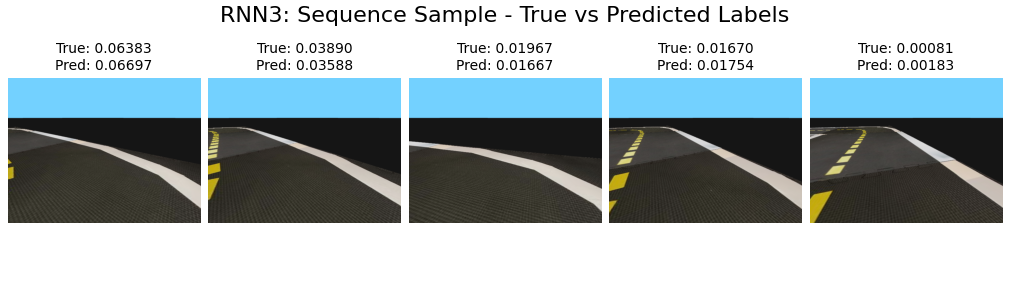 RNN3: Sequence Sample - True vs Predicted Labels
True: 0.06383
Pred: 0.06697
True: 0.03890
Pred: 0.03588
True: 0.01967
Pred: 0.01667
True: 0.01670
Pred: 0.01754
True: 0.00081
Pred: 0.00183